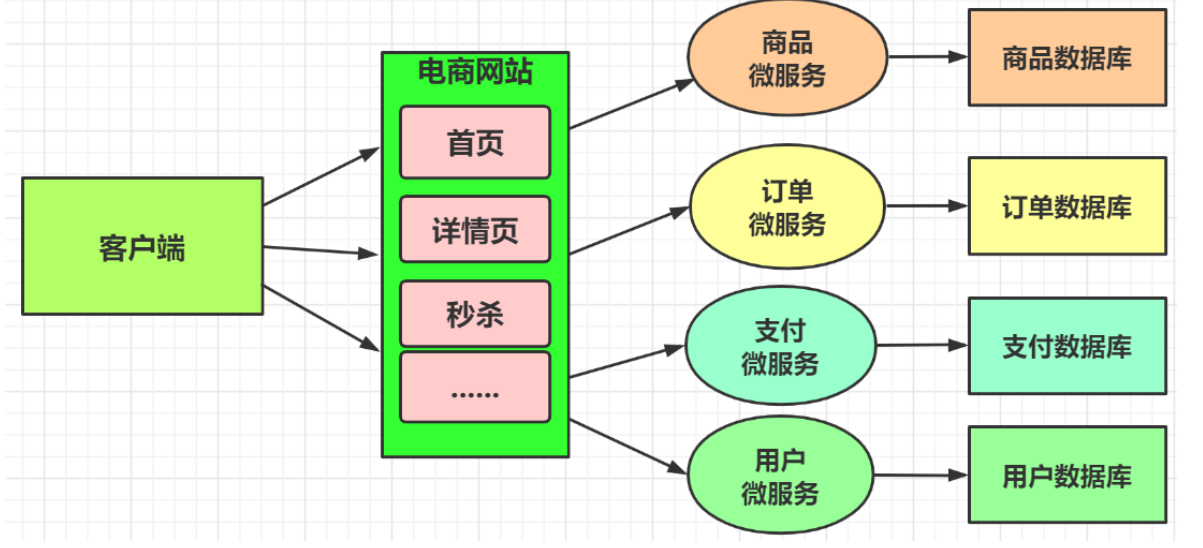 客户端
电商网站
首页
详情页
秒杀
......
商品
微服务
商品数据库
订单
微服务
订单数据库
支付
微服务
支付数据库
用户
微服务
用户数据库